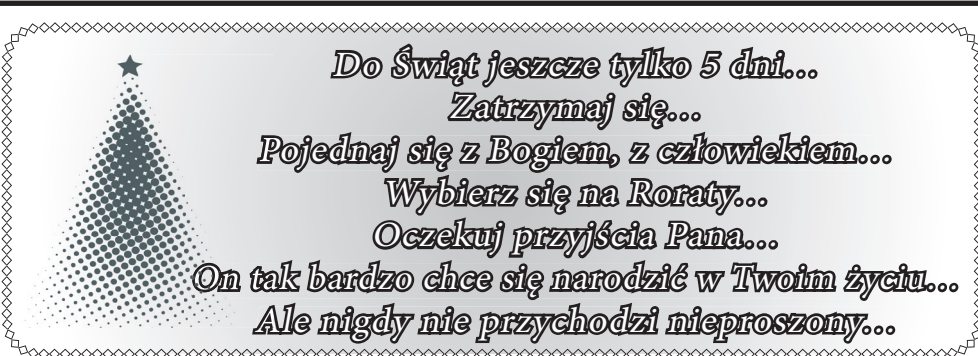 Do Świąt jeszcze tylko 5 dni...
Zatrzymaj się...
Pojednaj się z Bogiem, z człowiekiem...
Wybierz się na Roraty...
Oczekuj przyjścia Pana...
On tak bardzo chce się narodzić w Twoim życiu...
Ale nigdy nie przychodzi nieproszony...